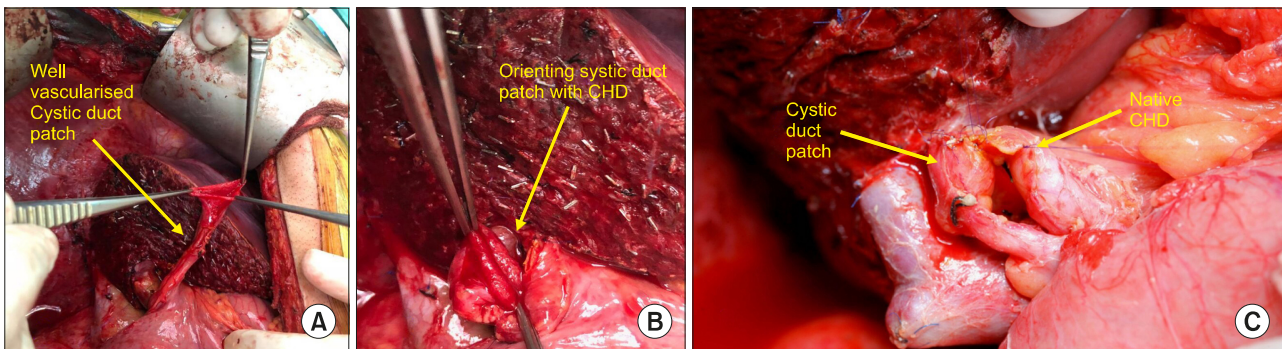 Well
vascularised
Cystic duct
patch
A
Orienting systic duct
patch with CHD
B
Cystic
duct
patch
Native
CHD
C